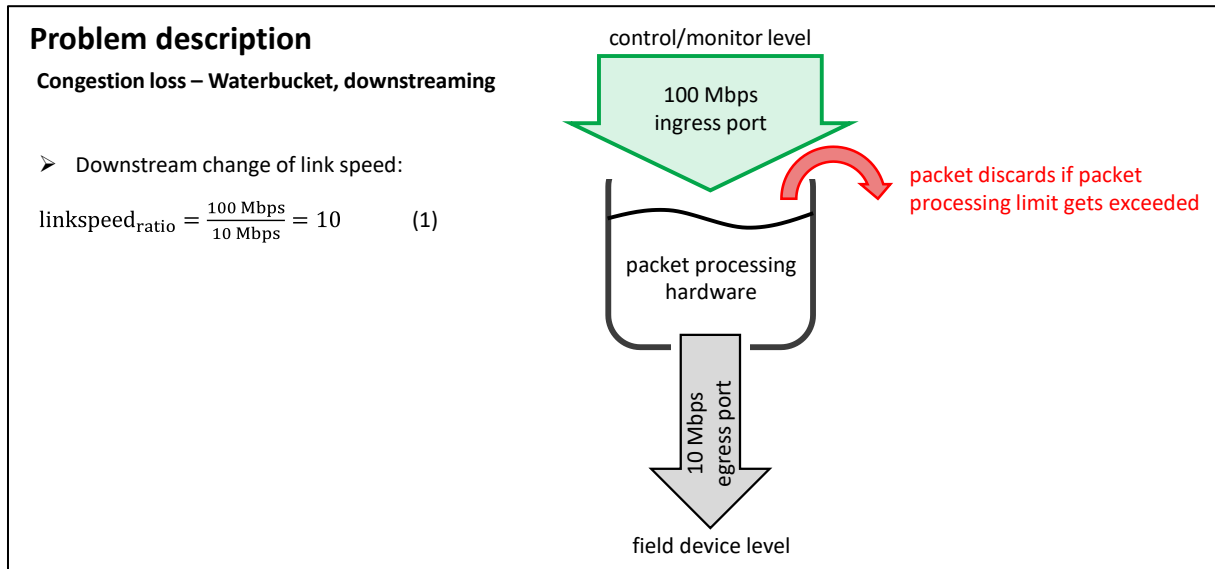 Problem description
Congestion loss – Waterbucket, downstreaming
➢ Downstream change of link speed:
linkspeed_ratio = 100 Mbps / 10 Mbps = 10 (1)
control/monitor level
100 Mbps
ingress port
packet discards if packet
processing limit gets exceeded
packet processing
hardware
10 Mbps
egress port
field device level